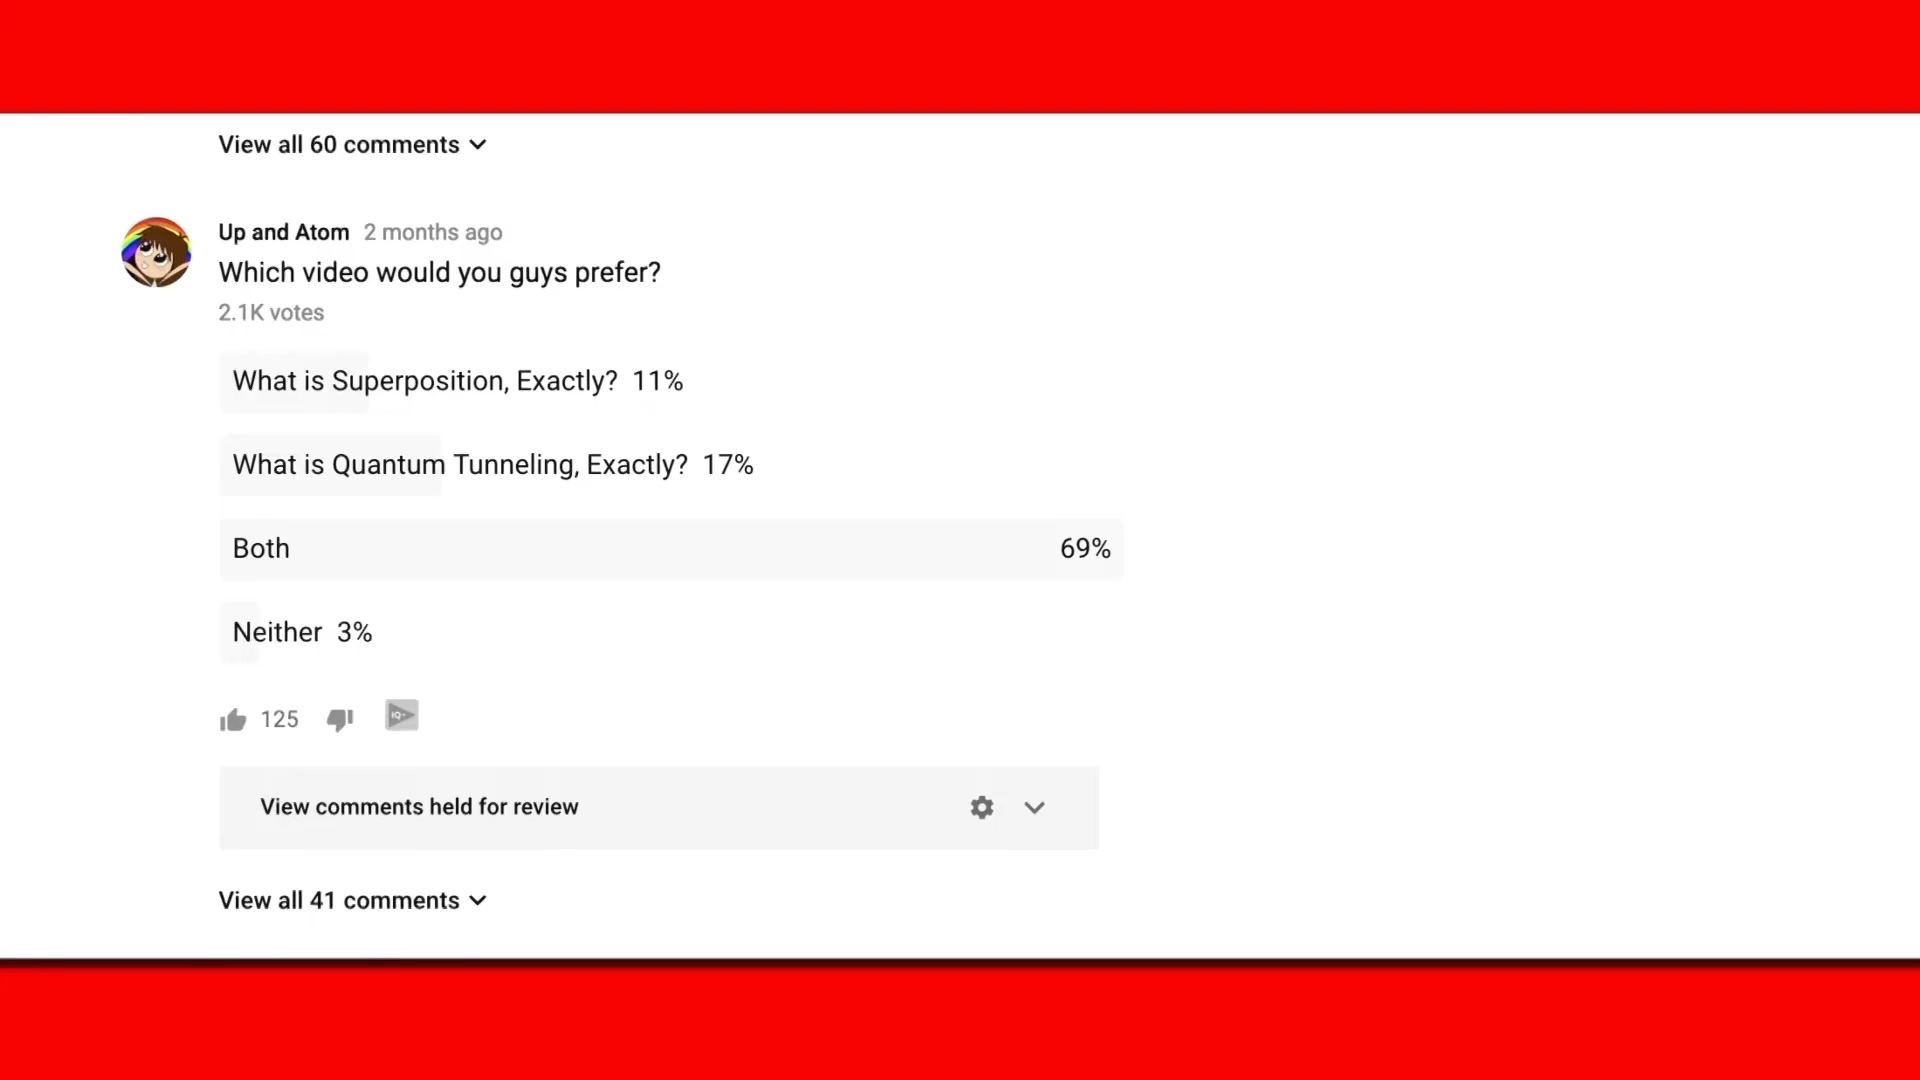 View all 60 comments
Up and Atom 2 months ago
Which video would you guys prefer?
2.1K votes
What is Superposition, Exactly? 11%
What is Quantum Tunneling, Exactly? 17%
Both 69%
Neither 3%
125
IQ+
View comments held for review
View all 41 comments